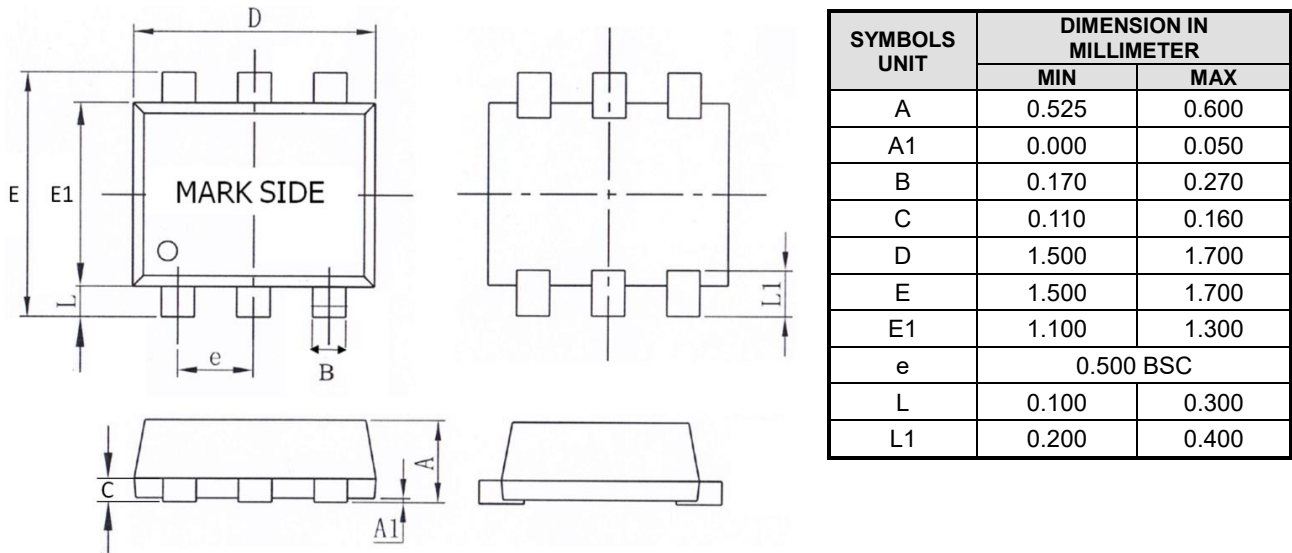 D
E
E1
MARK SIDE
L
e
B
L1
C
A
A1
SYMBOLS UNIT
DIMENSION IN MILLIMETER
MIN MAX
A 0.525 0.600
A1 0.000 0.050
B 0.170 0.270
C 0.110 0.160
D 1.500 1.700
E 1.500 1.700
E1 1.100 1.300
e 0.500 BSC
L 0.100 0.300
L1 0.200 0.400